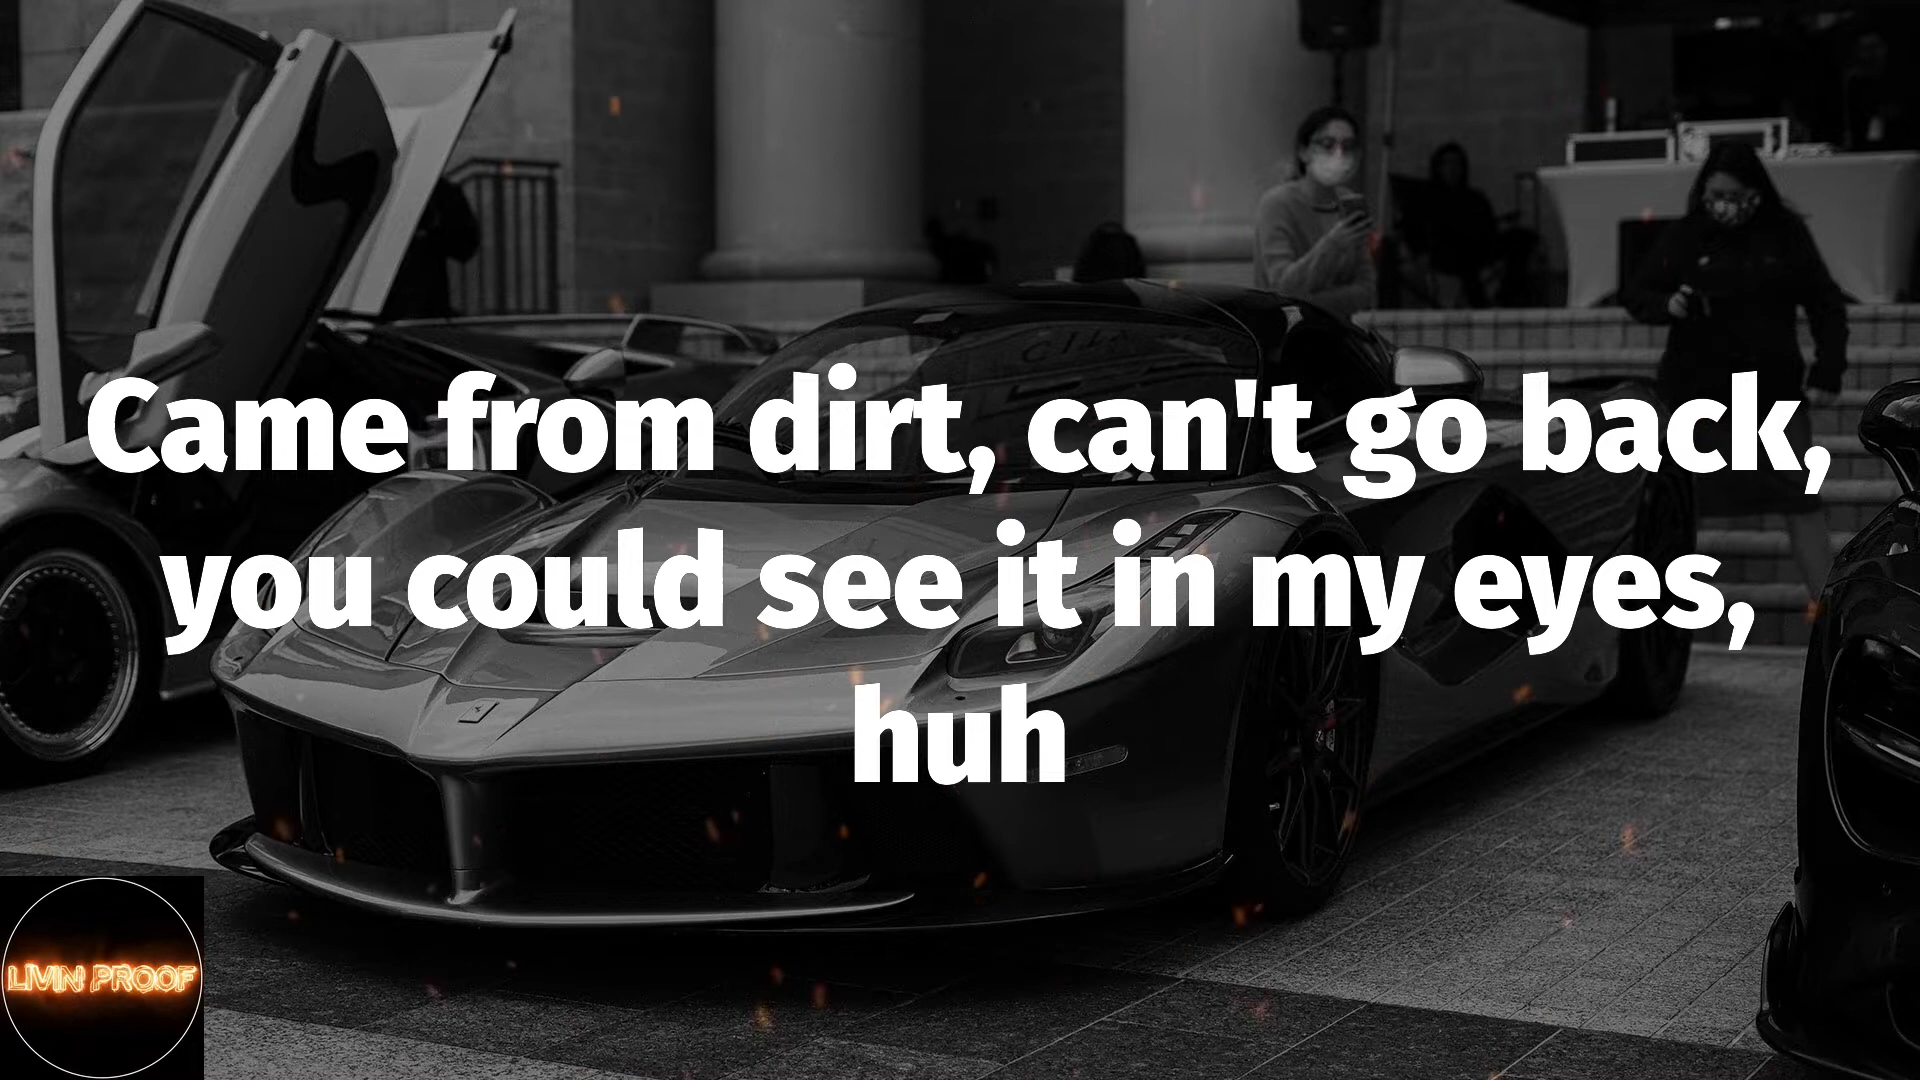 Came from dirt, can't go back,
you could see it in my eyes,
huh
LIVIN PROOF